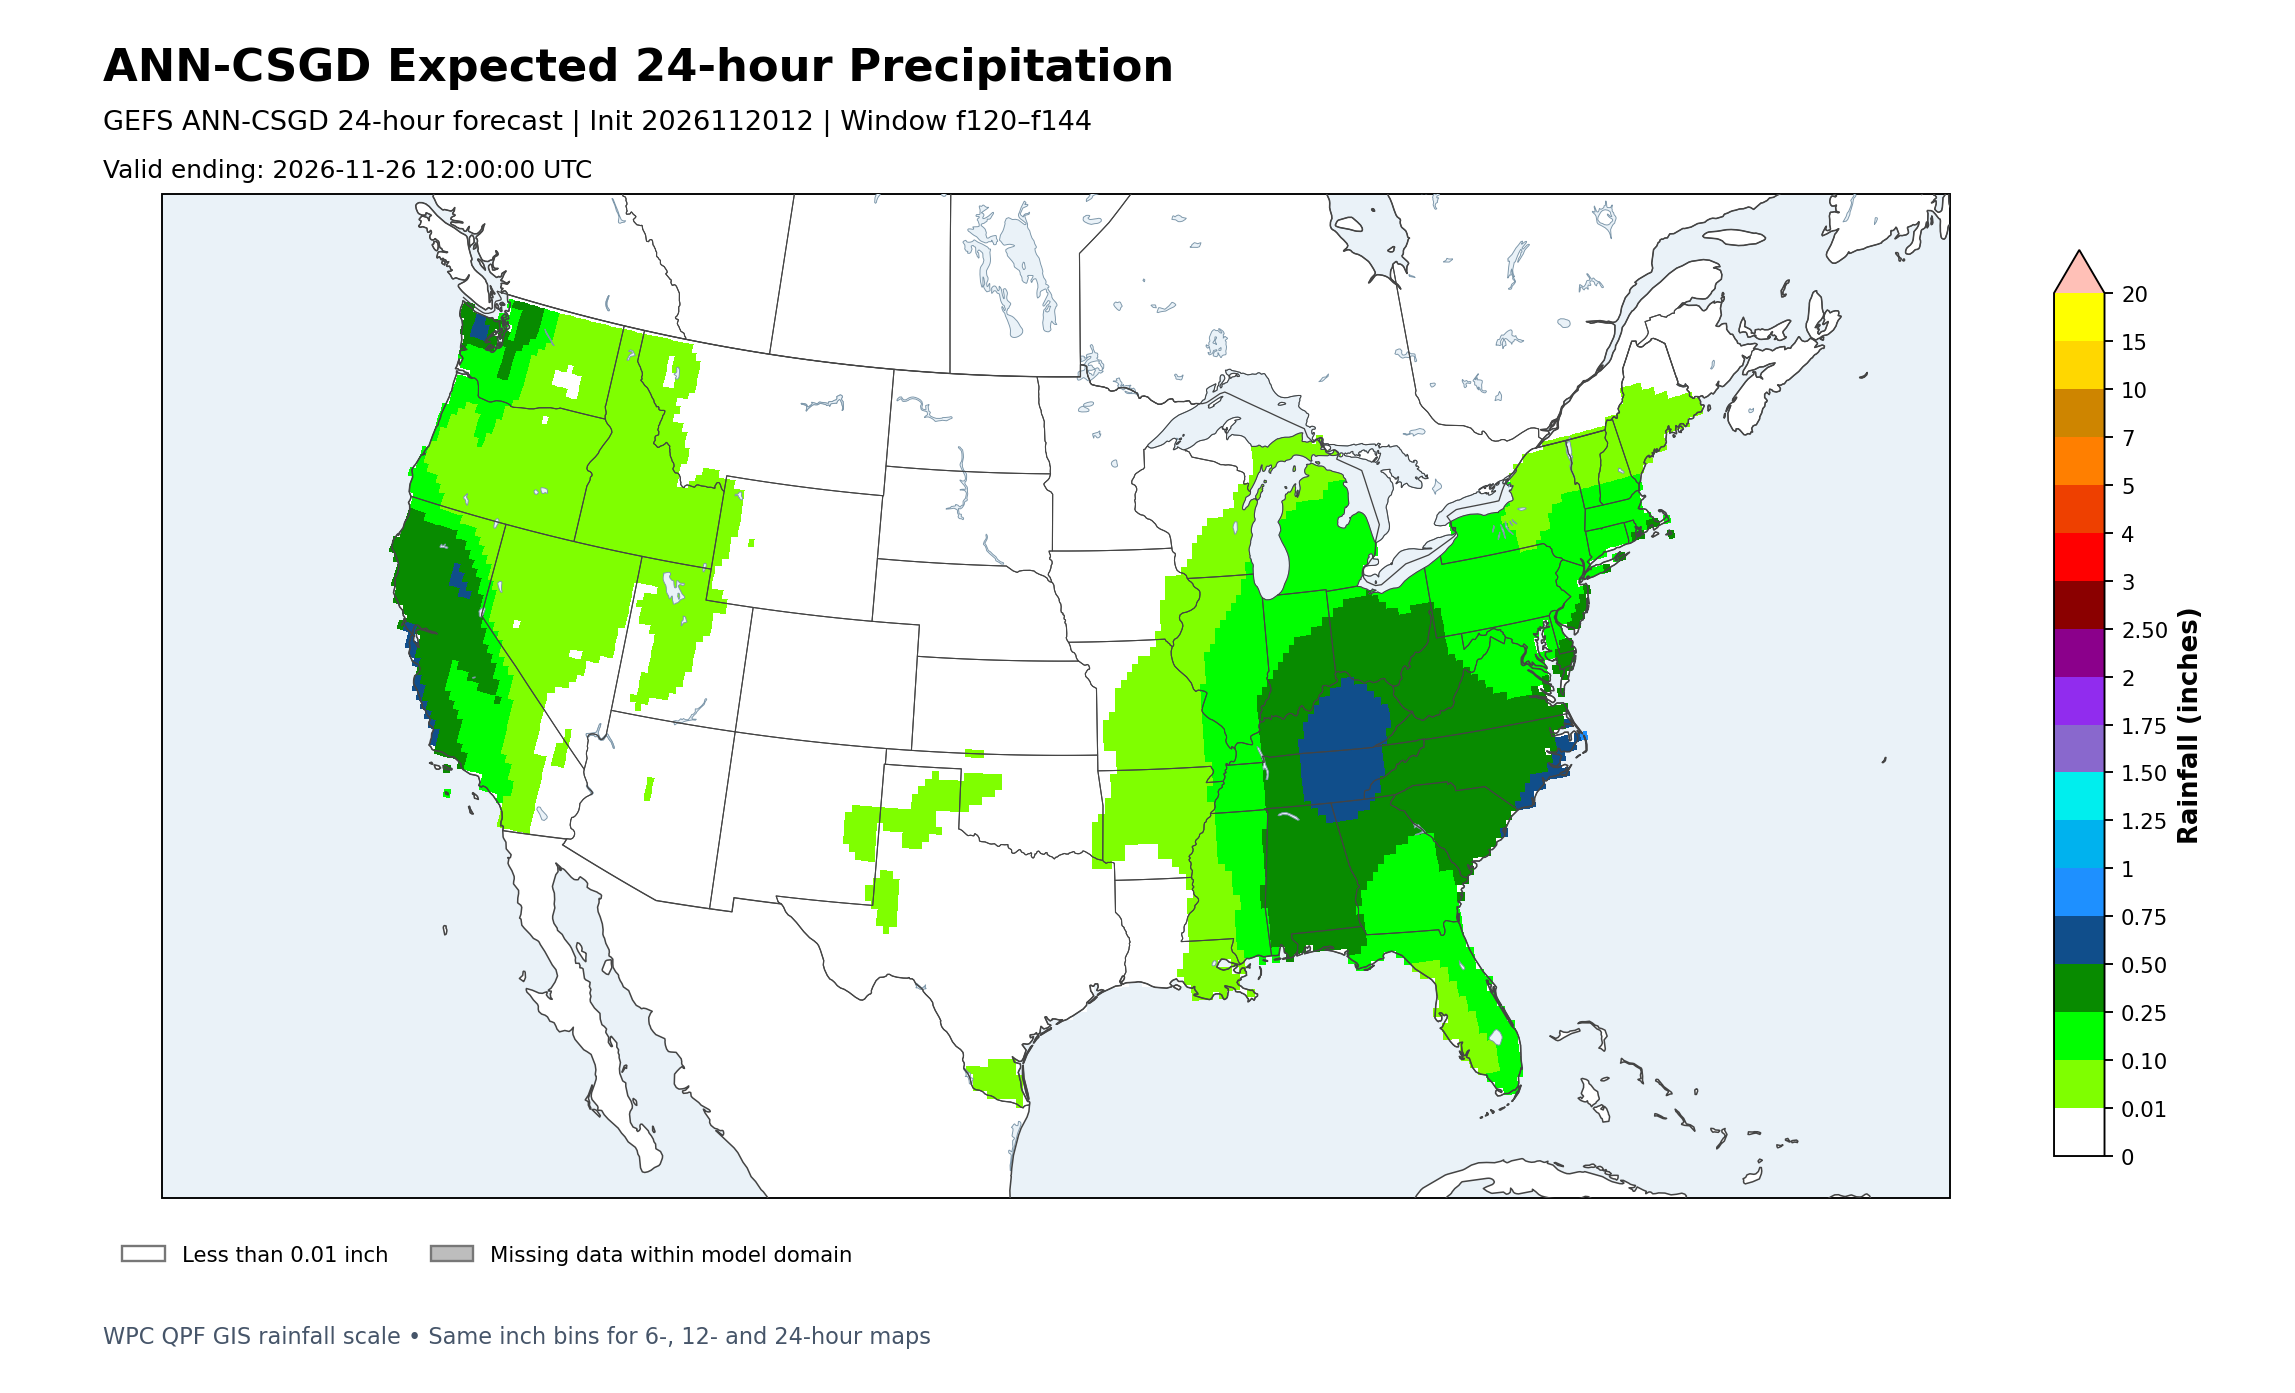 ANN-CSGD Expected 24-hour Precipitation
GEFS ANN-CSGD 24-hour forecast | Init 2026112012 | Window f120–f144
Valid ending: 2026-11-26 12:00:00 UTC
20
15
10
7
5
4
3
2.50
2
1.75
1.50
1.25
1
0.75
0.50
0.25
0.10
0.01
0
Rainfall (inches)
Less than 0.01 inch
Missing data within model domain
WPC QPF GIS rainfall scale • Same inch bins for 6-, 12- and 24-hour maps